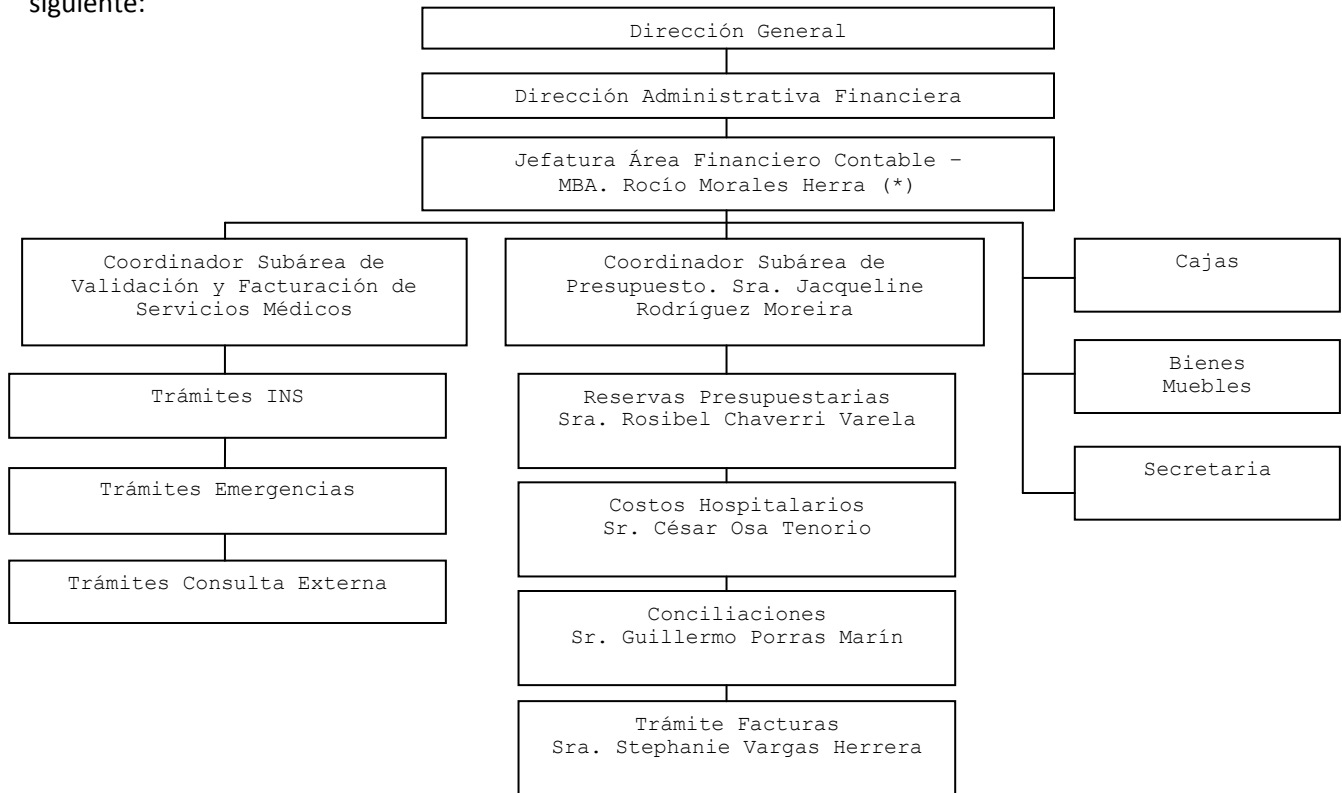 siguiente:
Dirección General
Dirección Administrativa Financiera
Jefatura Área Financiero Contable –
MBA. Rocío Morales Herra (*)
Coordinador Subárea de
Validación y Facturación de
Servicios Médicos
Coordinador Subárea de
Presupuesto. Sra. Jacqueline
Rodríguez Moreira
Cajas
Bienes
Muebles
Secretaria
Trámites INS
Trámites Emergencias
Trámites Consulta Externa
Reservas Presupuestarias
Sra. Rosibel Chaverri Varela
Costos Hospitalarios
Sr. César Osa Tenorio
Conciliaciones
Sr. Guillermo Porras Marín
Trámite Facturas
Sra. Stephanie Vargas Herrera